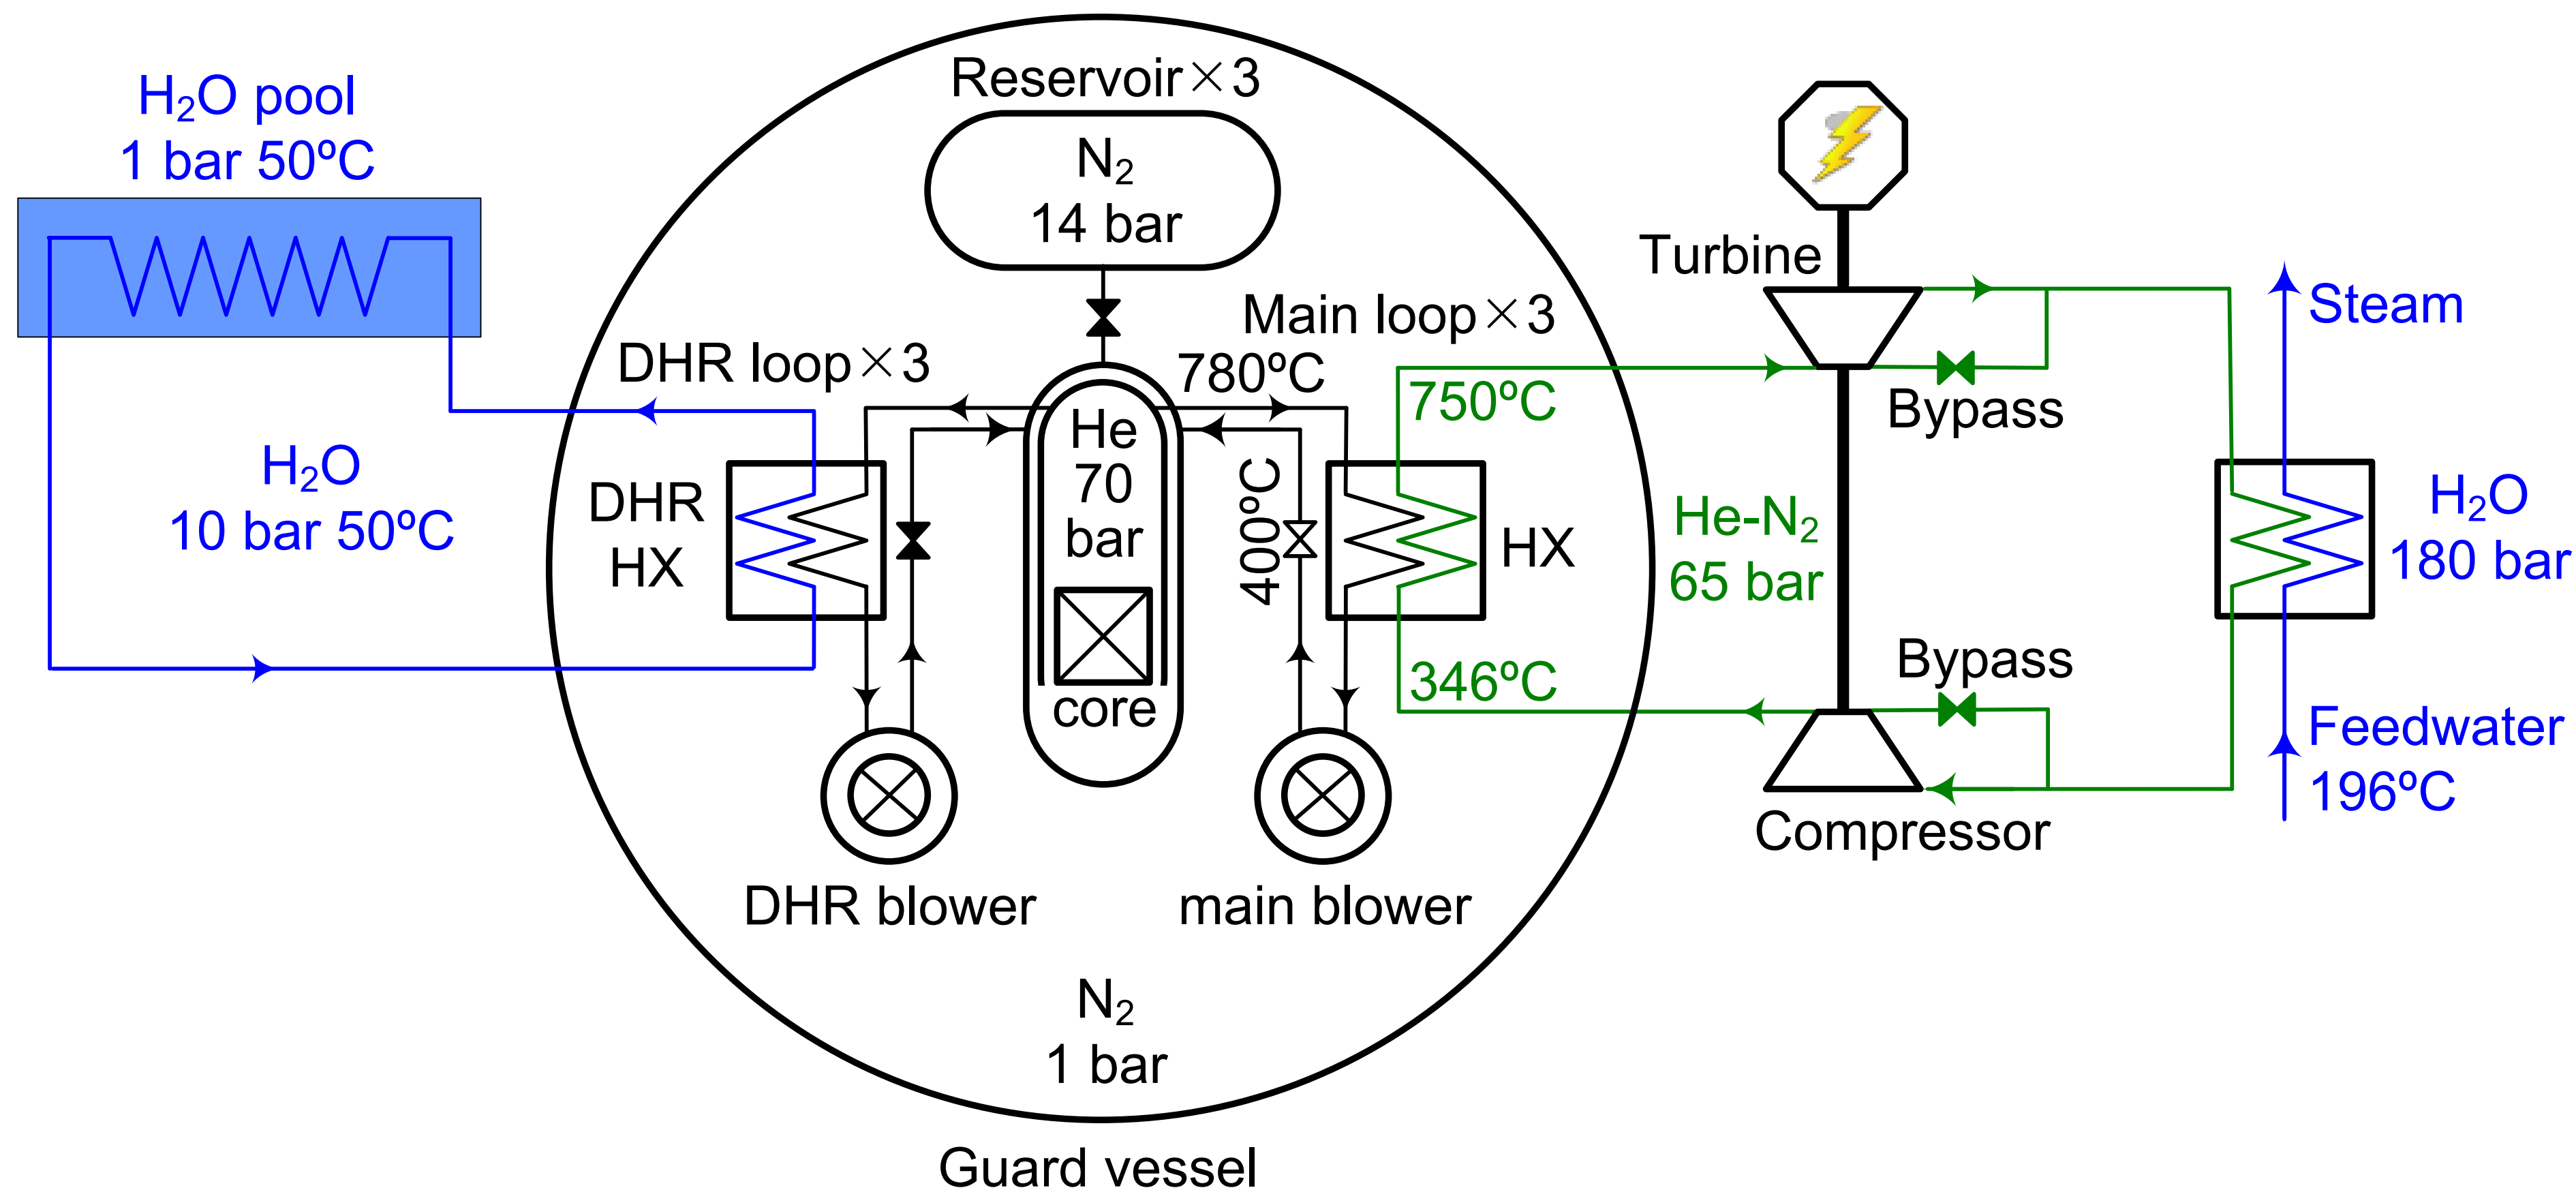 H₂O pool
1 bar 50ºC
H₂O
10 bar 50ºC
Reservoir×3
N₂
14 bar
DHR loop×3
Main loop×3
780ºC
He
70
bar
core
DHR
HX
400ºC
HX
DHR blower
main blower
N₂
1 bar
Guard vessel
750ºC
346ºC
He-N₂
65 bar
Turbine
Bypass
Bypass
Compressor
Steam
H₂O
180 bar
Feedwater
196ºC